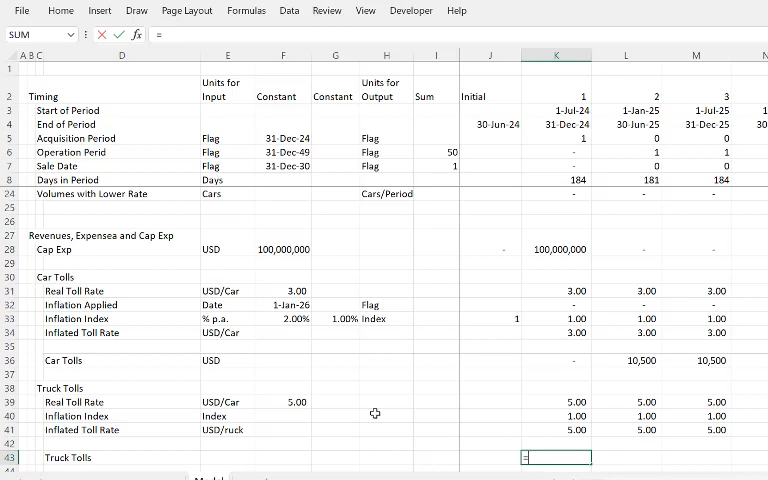 File Home Insert Draw Page Layout Formulas Data Review View Developer Help
SUM fx =
A B C D E F G H I J K L M N
1
Units for Units for
2 Timing Input Constant Constant Output Sum Initial 1 2 3
3 Start of Period 1-Jul-24 1-Jan-25 1-Jul-25 1
4 End of Period 30-Jun-24 31-Dec-24 30-Jun-25 31-Dec-25 30
5 Acquisition Period Flag 31-Dec-24 Flag 1 0 0
6 Operation Perid Flag 31-Dec-49 Flag 50 - 1 1
7 Sale Date Flag 31-Dec-30 Flag 1 - 0 0
8 Days in Period Days 184 181 184
24 Volumes with Lower Rate Cars Cars/Period - - -
25
26
27 Revenues, Expensea and Cap Exp
28 Cap Exp USD 100,000,000 - 100,000,000 - -
29
30 Car Tolls
31 Real Toll Rate USD/Car 3.00 3.00 3.00 3.00
32 Inflation Applied Date 1-Jan-26 Flag - - -
33 Inflation Index % p.a. 2.00% 1.00% Index 1 1.00 1.00 1.00
34 Inflated Toll Rate USD/Car 3.00 3.00 3.00
35
36 Car Tolls USD - 10,500 10,500
37
38 Truck Tolls
39 Real Toll Rate USD/Car 5.00 5.00 5.00 5.00
40 Inflation Index Index 1.00 1.00 1.00
41 Inflated Toll Rate USD/ruck 5.00 5.00 5.00
42
43 Truck Tolls =